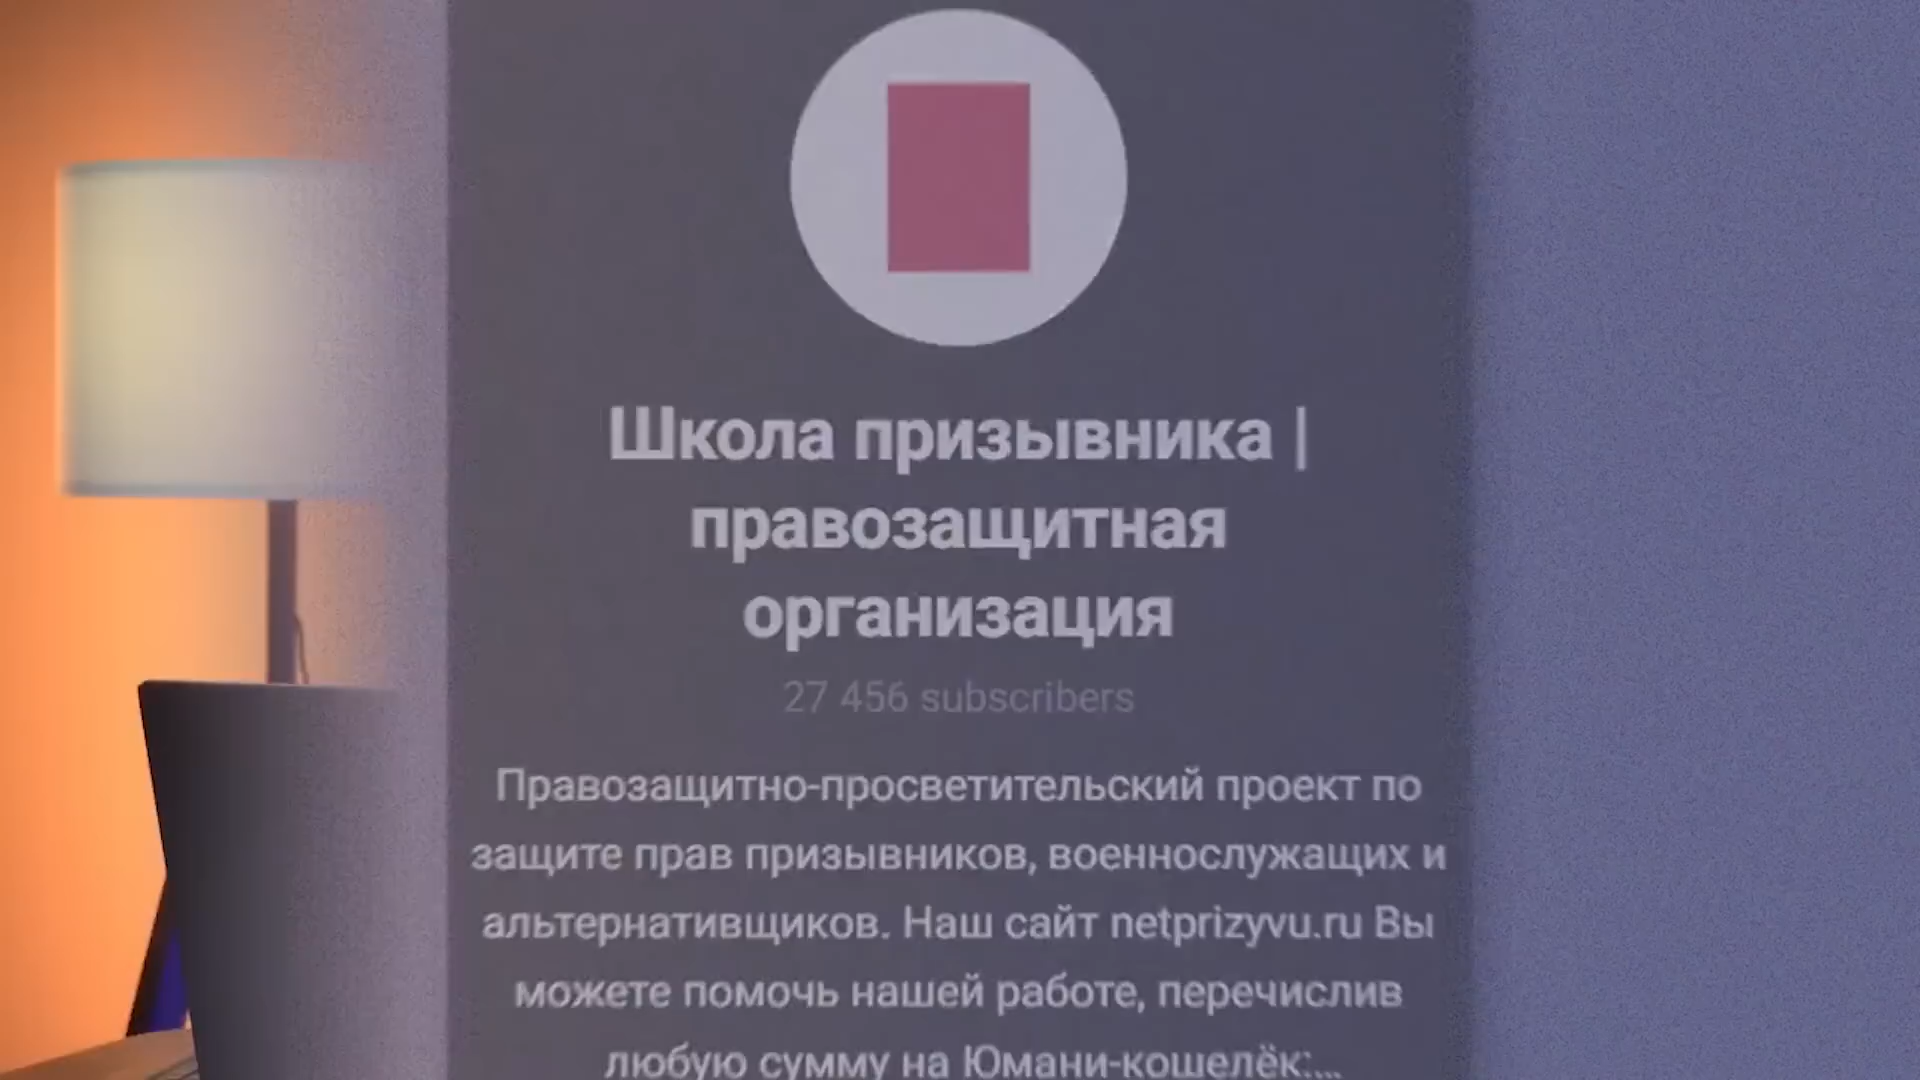 Школа призывника |
правозащитная
организация
27 456 subscribers
Правозащитно-просветительский проект по
защите прав призывников, военнослужащих и
альтернативщиков. Наш сайт netprizyvu.ru Вы
можете помочь нашей работе, перечислив
любую сумму на Юмани-кошелёк:...